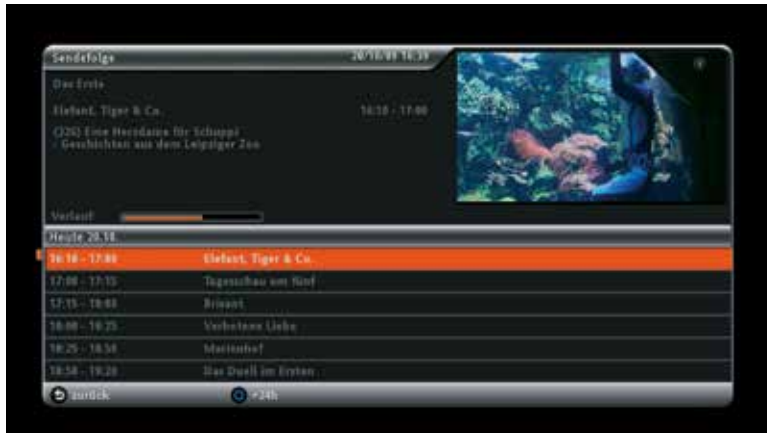 Sendefolge 20/10/09 16:39
Das Erste
Elefant, Tiger & Co. 16:10 - 17:00
(326) Eine Herzdame für Schuppi
- Geschichten aus dem Leipziger Zoo
Verlauf
Heute 20.10.
16:10 - 17:00 Elefant, Tiger & Co.
17:00 - 17:15 Tagesschau um fünf
17:15 - 18:00 Brisant
18:00 - 18:25 Verbotene Liebe
18:25 - 18:50 Marienhof
18:50 - 19:20 Das Duell im Ersten
zurück +24h